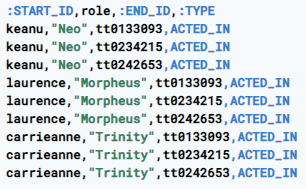 :START_ID,role,:END_ID,:TYPE
keanu,"Neo",tt0133093,ACTED_IN
keanu,"Neo",tt0234215,ACTED_IN
keanu,"Neo",tt0242653,ACTED_IN
laurence,"Morpheus",tt0133093,ACTED_IN
laurence,"Morpheus",tt0234215,ACTED_IN
laurence,"Morpheus",tt0242653,ACTED_IN
carrieanne,"Trinity",tt0133093,ACTED_IN
carrieanne,"Trinity",tt0234215,ACTED_IN
carrieanne,"Trinity",tt0242653,ACTED_IN